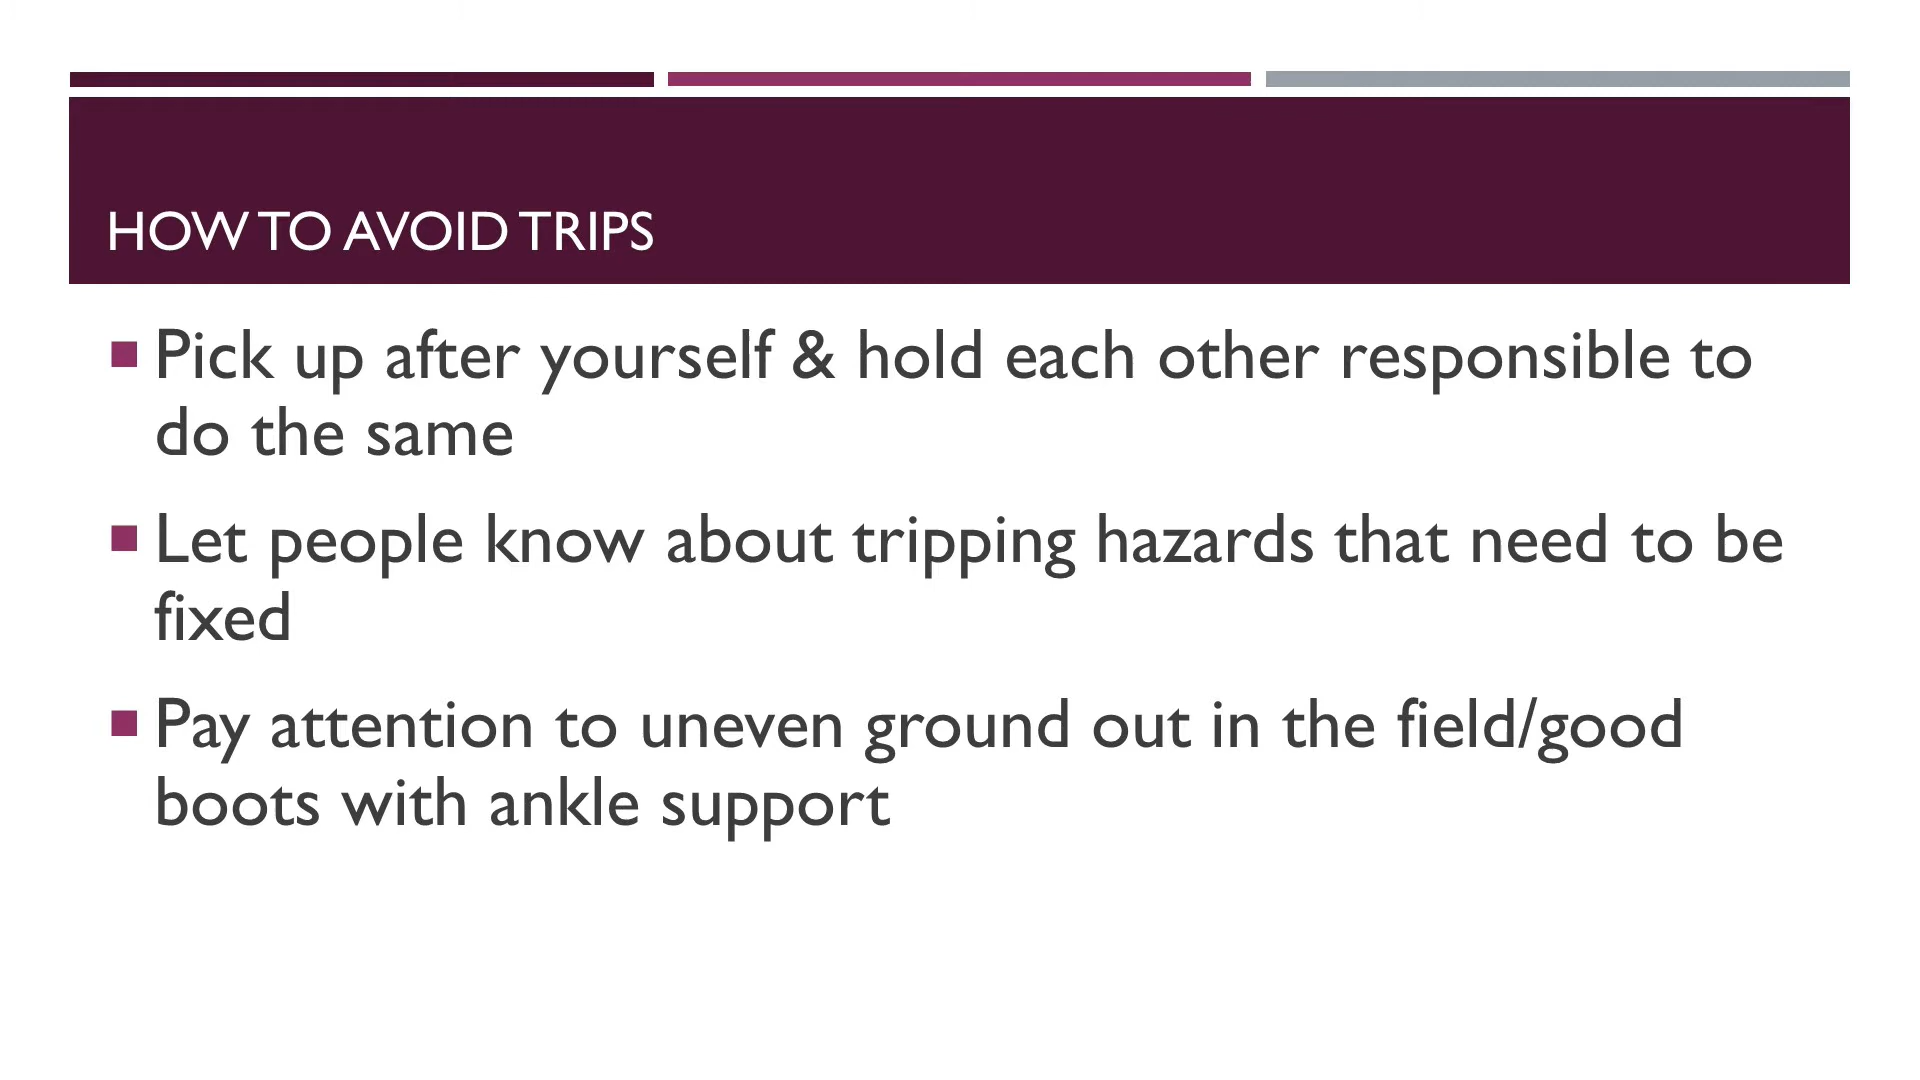 HOW TO AVOID TRIPS
Pick up after yourself & hold each other responsible to
do the same
Let people know about tripping hazards that need to be
fixed
Pay attention to uneven ground out in the field/good
boots with ankle support